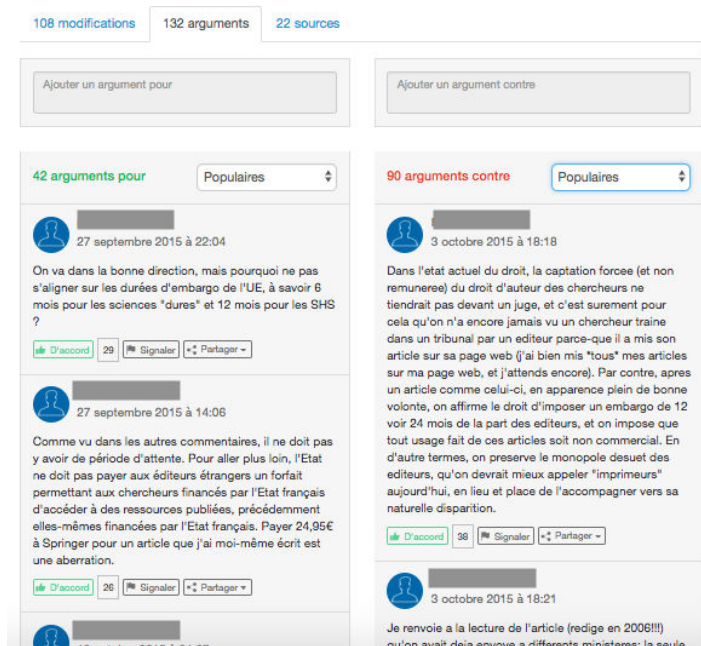 108 modifications
132 arguments
22 sources
Ajouter un argument pour
Ajouter un argument contre
42 arguments pour
Populaires
27 septembre 2015 à 22:04
On va dans la bonne direction, mais pourquoi ne pas
s'aligner sur les durées d'embargo de l'UE, à savoir 6
mois pour les sciences "dures" et 12 mois pour les SHS
?
D'accord 29 Signaler Partager
27 septembre 2015 à 14:06
Comme vu dans les autres commentaires, il ne doit pas
y avoir de période d'attente. Pour aller plus loin, l'Etat
ne doit pas payer aux éditeurs étrangers un forfait
permettant aux chercheurs financés par l'Etat français
d'accéder à des ressources publiées, précédemment
elles-mêmes financées par l'Etat français. Payer 24,95€
à Springer pour un article que j'ai moi-même écrit est
une aberration.
D'accord 26 Signaler Partager
90 arguments contre
Populaires
3 octobre 2015 à 18:18
Dans l'etat actuel du droit, la captation forcee (et non
remuneree) du droit d'auteur des chercheurs ne
tiendrait pas devant un juge, et c'est surement pour
cela qu'on n'a encore jamais vu un chercheur traine
dans un tribunal par un editeur parce-que il a mis son
article sur sa page web (j'ai bien mis *tous* mes articles
sur ma page web, et j'attends encore). Par contre, apres
un article comme celui-ci, en apparence plein de bonne
volonte, on affirme le droit d'imposer un embargo de 12
voir 24 mois de la part des editeurs, et on impose que
tout usage fait de ces articles soit non commercial. En
d'autre termes, on preserve le monopole desuet des
editeurs, qu'on devrait mieux appeler "imprimeurs"
aujourd'hui, en lieu et place de l'accompagner vers sa
naturelle disparition.
D'accord 38 Signaler Partager
3 octobre 2015 à 18:21
Je renvoie a la lecture de l'article (redige en 2006!!!)
qu'on avait deja envoye a differents ministeres: la seule